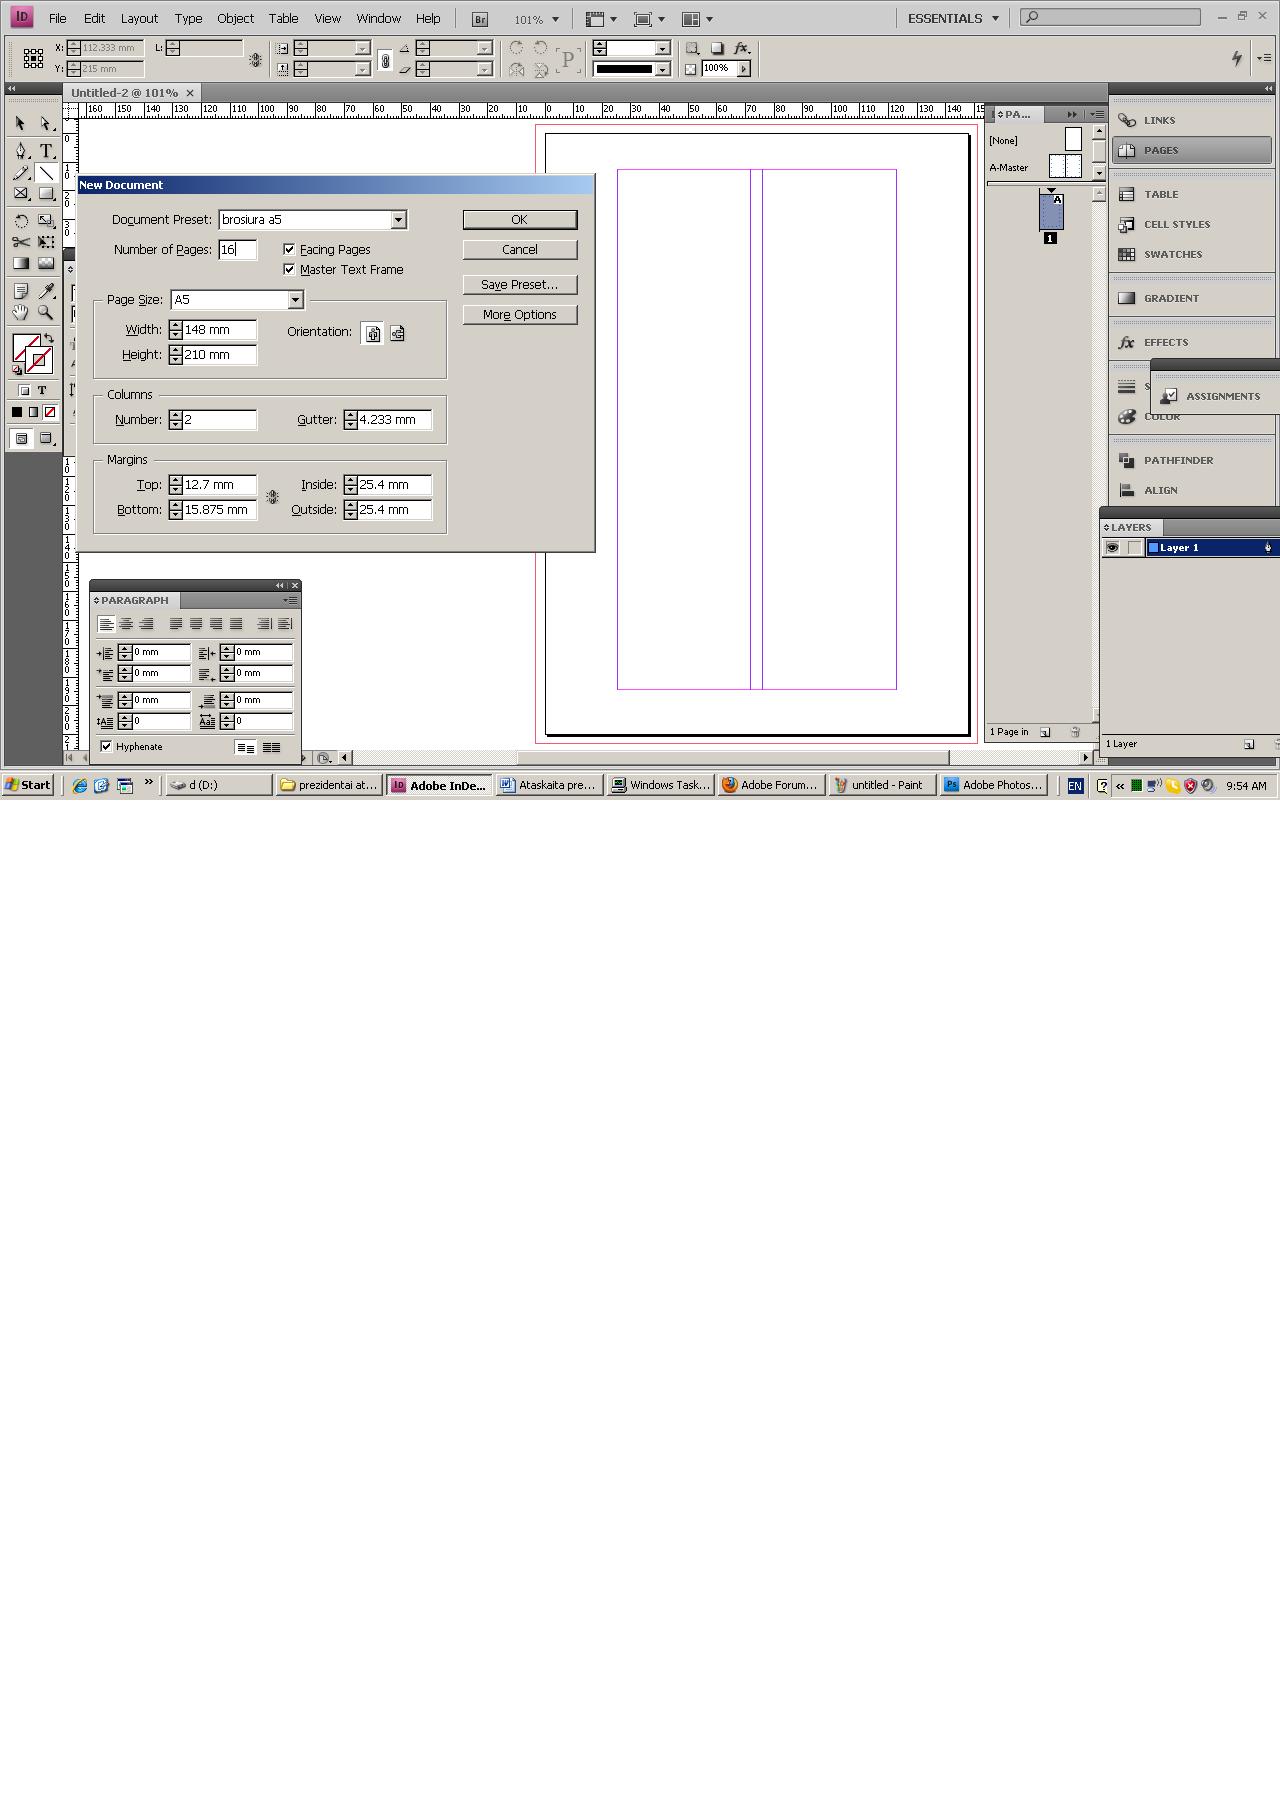 ID File Edit Layout Type Object Table View Window Help Br 101% ESSENTIALS
X: 112.333 mm L:
Y: 215 mm P 100% fx.
Untitled-2 @ 101% ×
160 150 140 130 120 110 100 90 80 70 60 50 40 30 20 10 0 10 20 30 40 50 60 70 80 90 100 110 120 130 140 15
PA...
[None]
A-Master
A
1
LINKS
PAGES
TABLE
CELL STYLES
SWATCHES
GRADIENT
fx EFFECTS
S
ASSIGNMENTS
COLOR
PATHFINDER
ALIGN
LAYERS
Layer 1
1 Layer
1 Page in
T
T
New Document
Document Preset: brosiura a5 OK
Number of Pages: 16 Facing Pages Cancel
Master Text Frame
Save Preset...
Page Size: A5
More Options
Width: 148 mm Orientation:
Height: 210 mm
Columns
Number: 2 Gutter: 4.233 mm
Margins
Top: 12.7 mm Inside: 25.4 mm
Bottom: 15.875 mm Outside: 25.4 mm
PARAGRAPH
0 mm 0 mm
0 mm 0 mm
0 mm 0 mm
0 0
Hyphenate
Start » d (D:) prezidentai at... Adobe InDe... Ataskaita pre... Windows Task... Adobe Forum... untitled - Paint Adobe Photos... EN « 9:54 AM